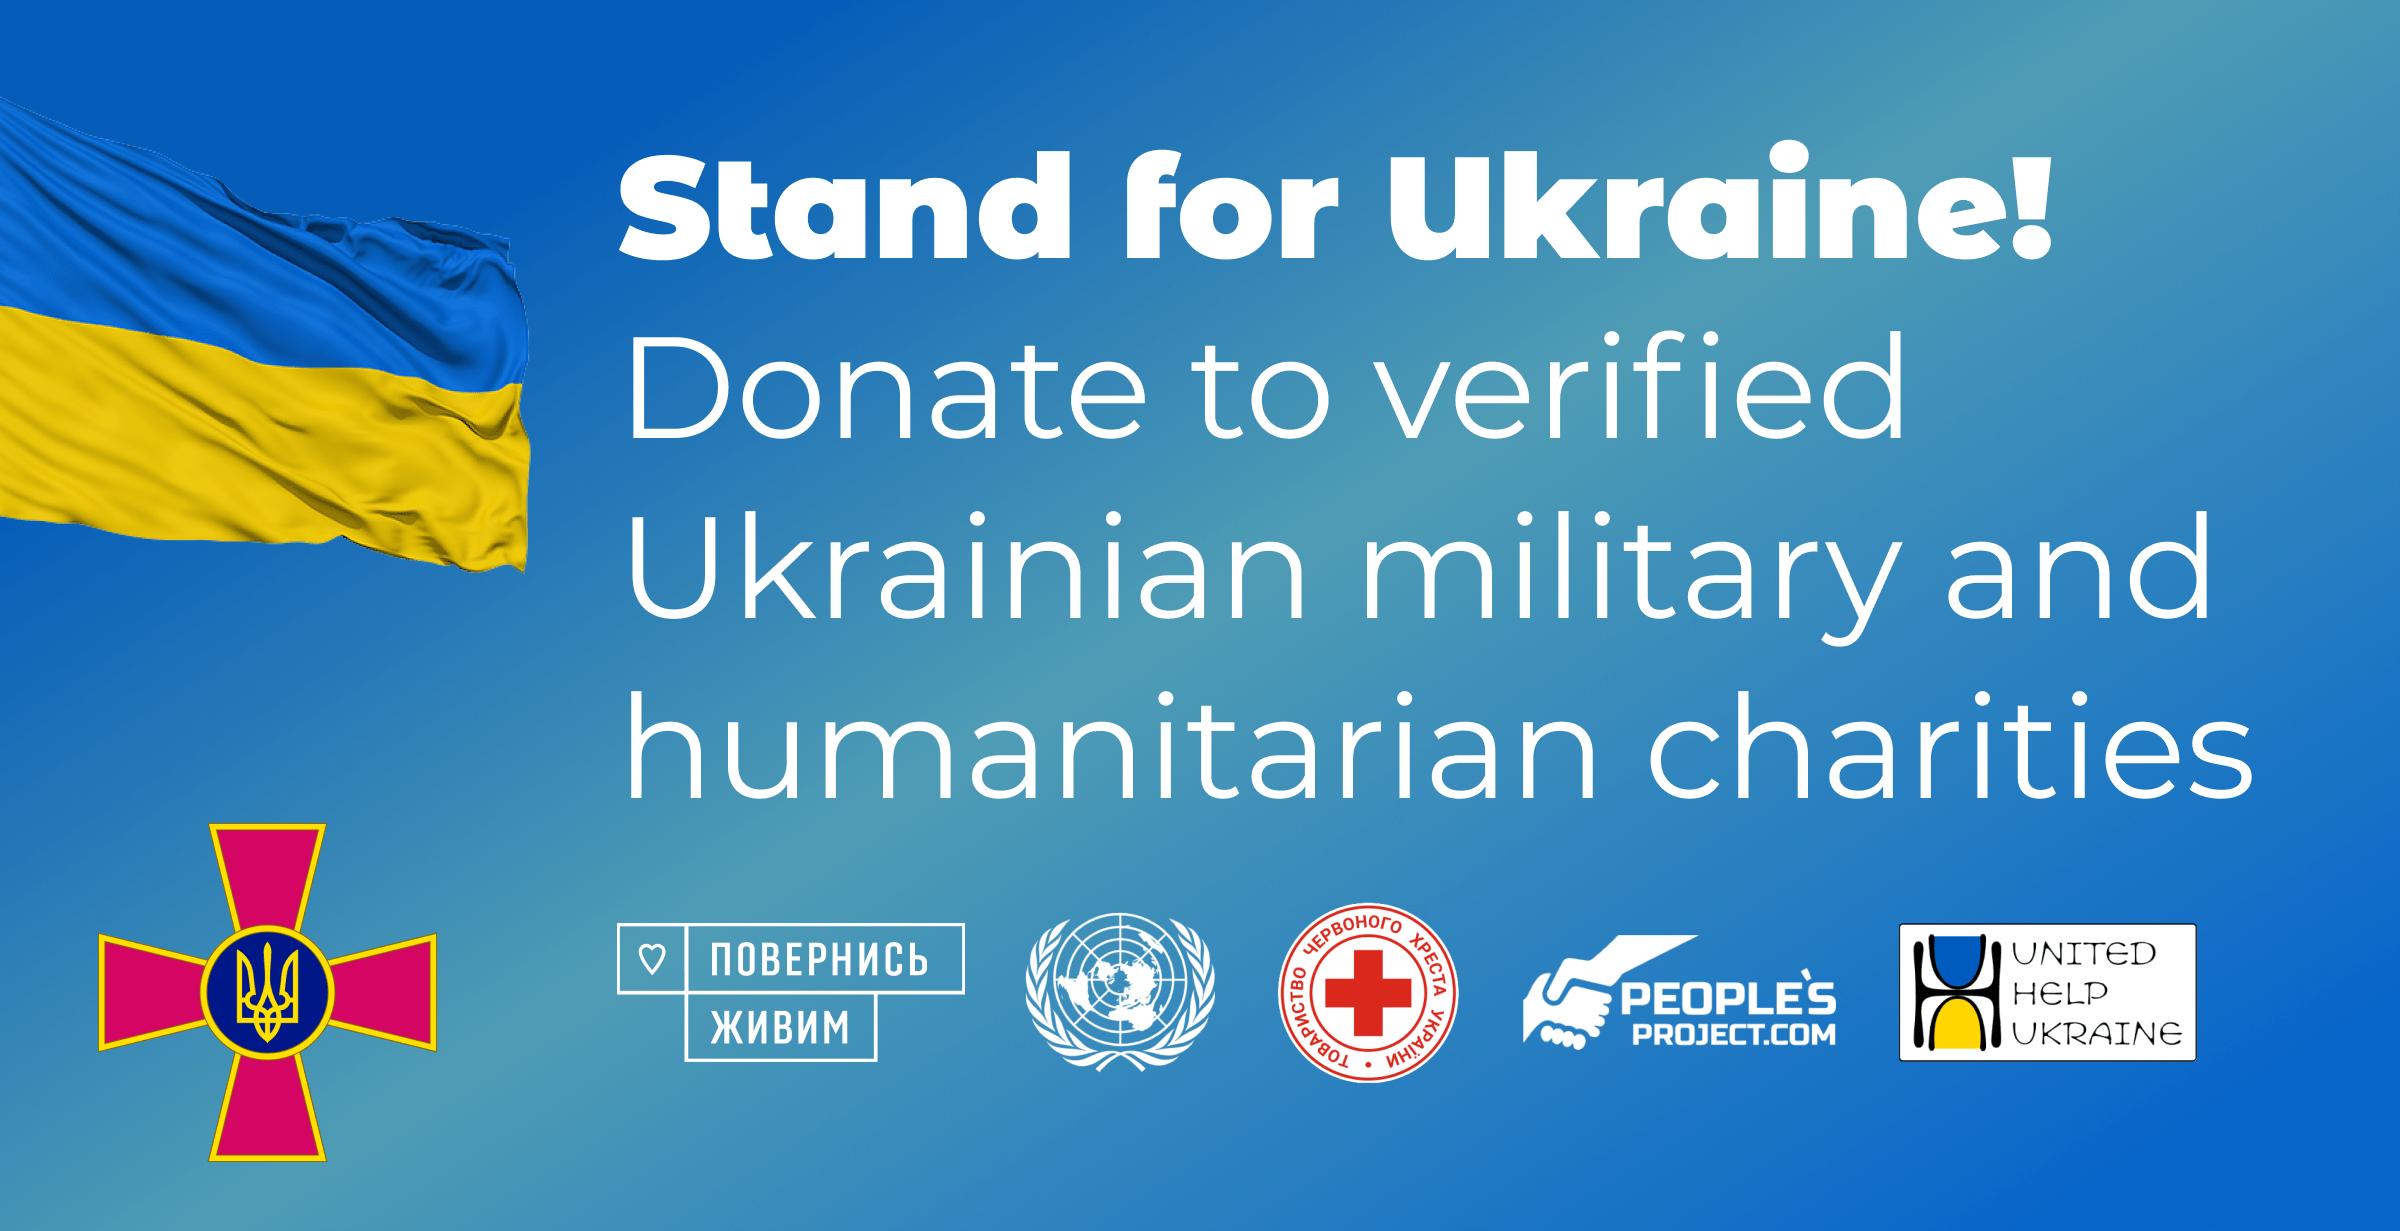 Stand for Ukraine!
Donate to verified
Ukrainian military and
humanitarian charities
ПОВЕРНИСЬ
ЖИВИМ
ТОВАРИСТВО ЧЕРВОНОГО ХРЕСТА УКРАЇНИ
PEOPLE'S
PROJECT.COM
UNITED
HELP
UKRAINE